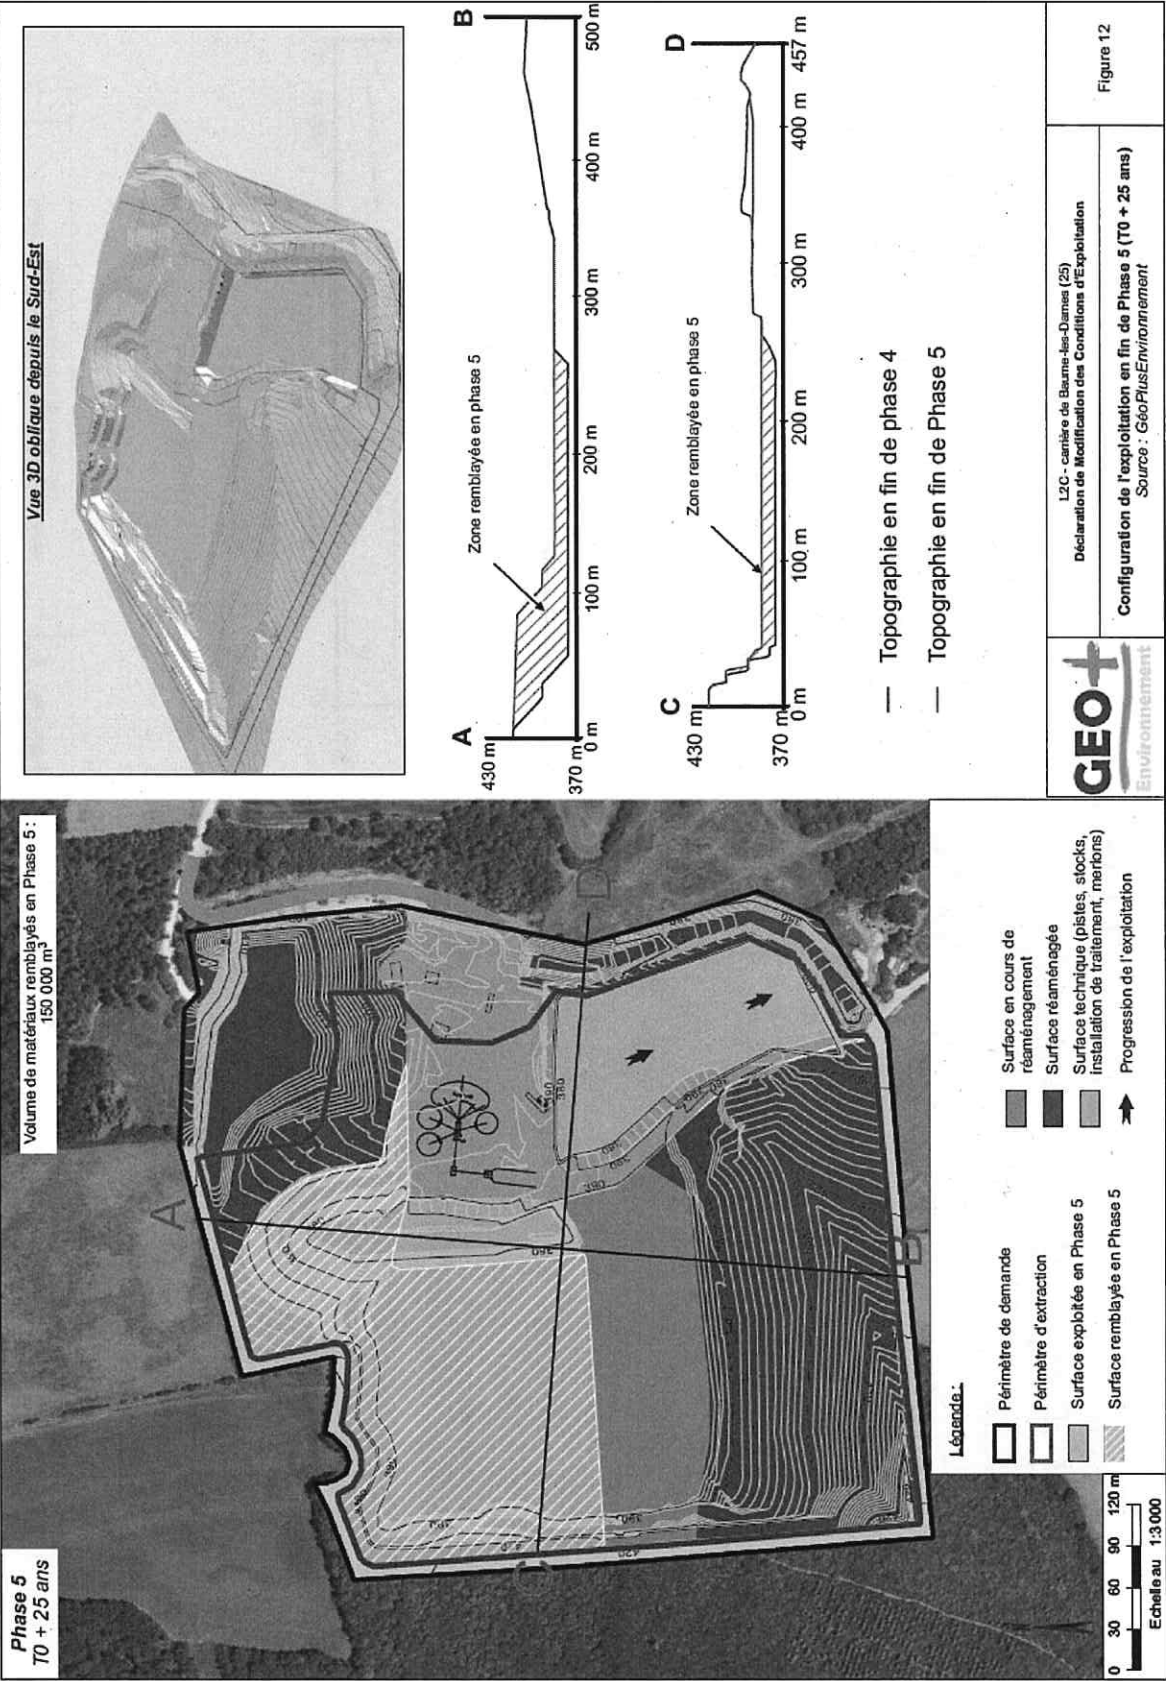 Phase 5
T0 + 25 ans
Volume de matériaux remblayés en Phase 5 :
150 000 m³
A
B
C
D
380
380
390
380
420
Légende :
Périmètre de demande
Périmètre d'extraction
Surface exploitée en Phase 5
Surface remblayée en Phase 5
Surface en cours de
réaménagement
Surface réaménagée
Surface technique (pistes, stocks,
installation de traitement, merlons)
Progression de l'exploitation
0 30 60 90 120 m
Echelle au 1:3 000
Vue 3D oblique depuis le Sud-Est
A
B
430 m
370 m
0 m
100 m
200 m
300 m
400 m
500 m
Zone remblayée en phase 5
C
D
430 m
370 m
0 m
100 m
200 m
300 m
400 m
457 m
Zone remblayée en phase 5
Topographie en fin de phase 4
Topographie en fin de Phase 5
GEO+
Environnement
L2C - carrière de Baume-les-Dames (25)
Déclaration de Modification des Conditions d'Exploitation
Configuration de l'exploitation en fin de Phase 5 (T0 + 25 ans)
Source : GéoPlusEnvironnement
Figure 12